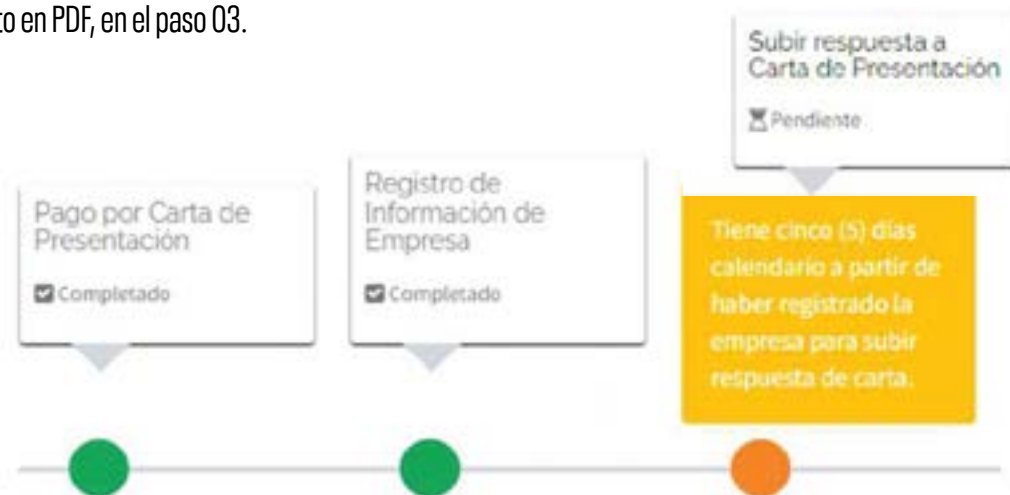 to en PDF, en el paso 03.
Subir respuesta a
Carta de Presentación
Pendiente
Pago por Carta de
Presentación
Completado
Registro de
Información de
Empresa
Completado
Tiene cinco (5) días
calendario a partir de
haber registrado la
empresa para subir
respuesta de carta.